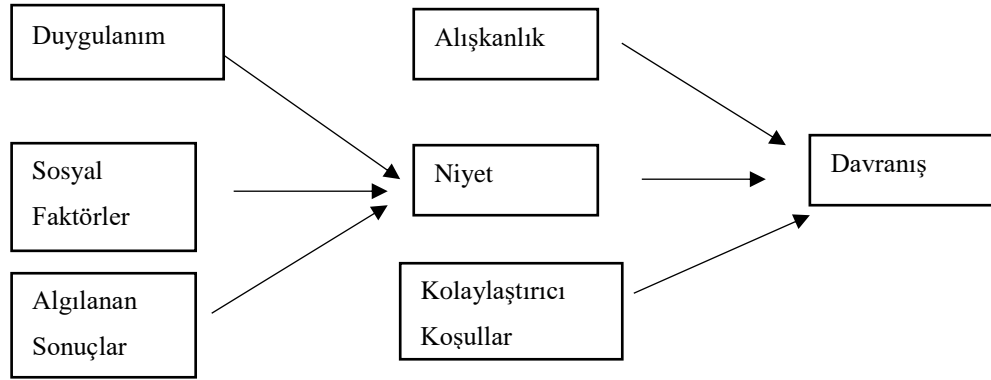 Duygulanım
Alışkanlık
Sosyal
Faktörler
Niyet
Davranış
Algılanan
Sonuçlar
Kolaylaştırıcı
Koşullar